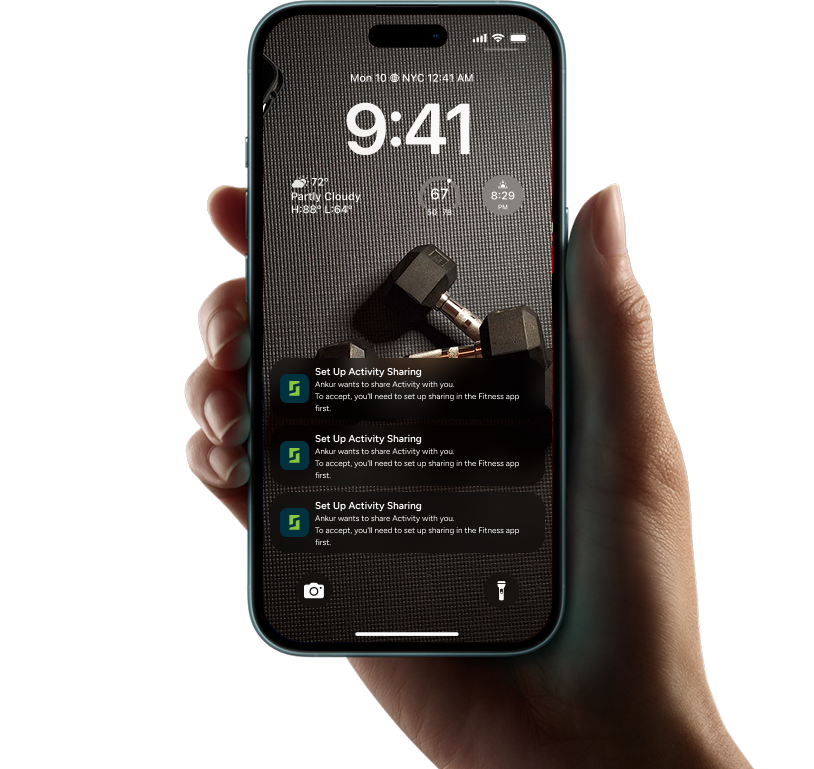 Mon 10 NYC 12:41 AM
9:41
72°
Partly Cloudy
H:88° L:64°
67
50 78
8:29
PM
Set Up Activity Sharing
Ankur wants to share Activity with you.
To accept, you'll need to set up sharing in the Fitness app
first.
Set Up Activity Sharing
Ankur wants to share Activity with you.
To accept, you'll need to set up sharing in the Fitness app
first.
Set Up Activity Sharing
Ankur wants to share Activity with you.
To accept, you'll need to set up sharing in the Fitness app
first.